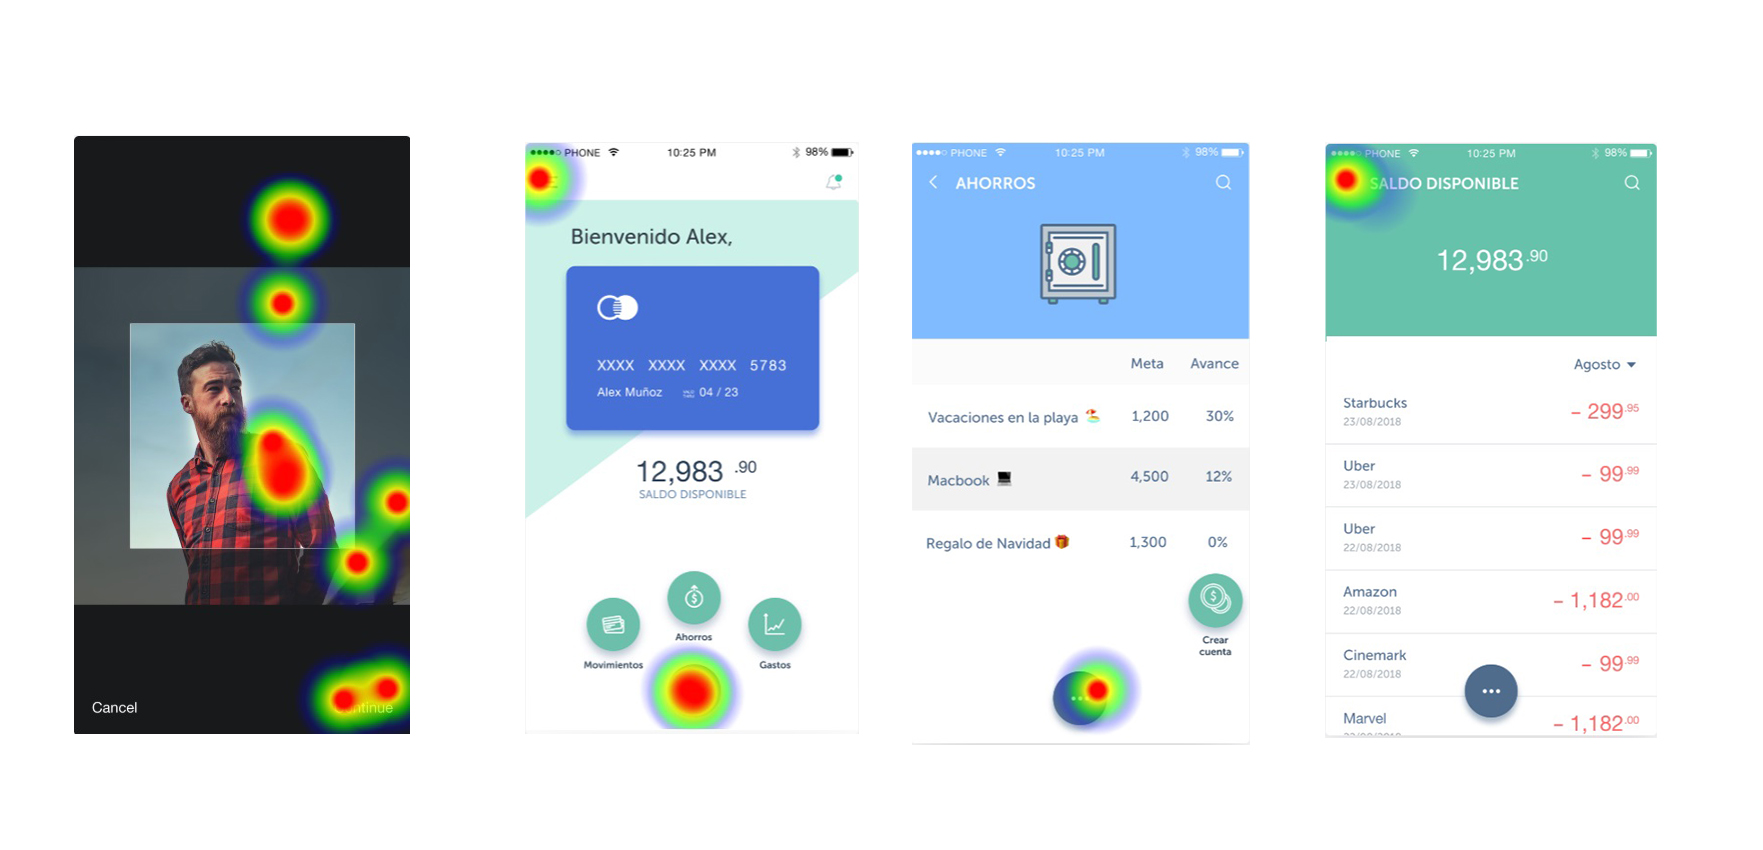 Cancel
PHONE 10:25 PM 98%
Bienvenido Alex,
XXXX XXXX XXXX 5783
Alex Muñoz 04 / 23
12,983 .90
SALDO DISPONIBLE
Movimientos
Ahorros
Gastos
PHONE 10:25 PM 98%
AHORROS
Meta Avance
Vacaciones en la playa 1,200 30%
Macbook 4,500 12%
Regalo de Navidad 1,300 0%
Crear
cuenta
PHONE 10:25 PM 98%
SALDO DISPONIBLE
12,983.90
Agosto
Starbucks - 299.95
23/08/2018
Uber - 99.99
23/08/2018
Uber - 99.99
22/08/2018
Amazon - 1,182.00
22/08/2018
Cinemark - 99.99
22/08/2018
Marvel - 1,182.00